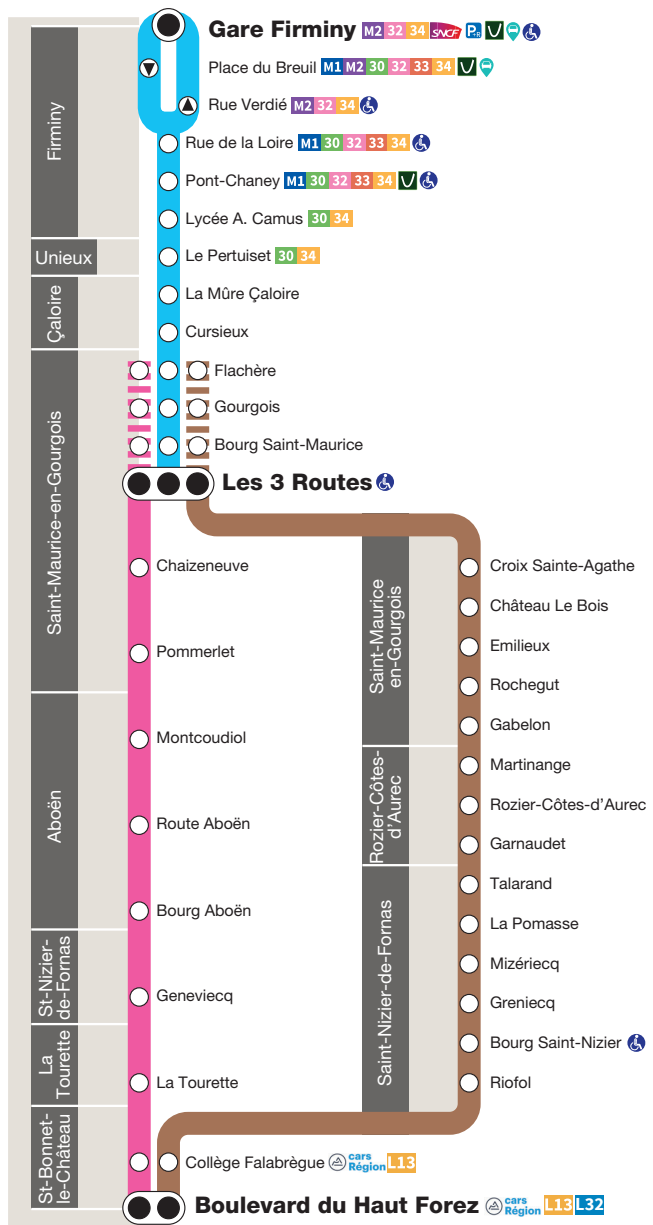 Gare Firminy M2 32 34 SNCF P+R
Place du Breuil M1 M2 30 32 33 34
Rue Verdié M2 32 34
Rue de la Loire M1 30 32 33 34
Pont-Chaney M1 30 32 33 34
Lycée A. Camus 30 34
Firminy
Le Pertuiset 30 34
Unieux
La Mûre Çaloire
Cursieux
Çaloire
Flachère
Gourgois
Bourg Saint-Maurice
Les 3 Routes
Chaizeneuve
Pommerlet
Saint-Maurice-en-Gourgois
Montcoudiol
Route Aboën
Bourg Aboën
Aboën
Geneviecq
St-Nizier-
de-Fornas
La Tourette
La
Tourette
Croix Sainte-Agathe
Château Le Bois
Emilieux
Rochegut
Gabelon
Saint-Maurice
en-Gourgois
Martinange
Rozier-Côtes-d'Aurec
Garnaudet
Rozier-Côtes-
d'Aurec
Talarand
La Pomasse
Mizériecq
Greniecq
Bourg Saint-Nizier
Riofol
Saint-Nizier-de-Fornas
Collège Falabrègue cars Région L13
Boulevard du Haut Forez cars Région L13 L32
St-Bonnet-
le-Château